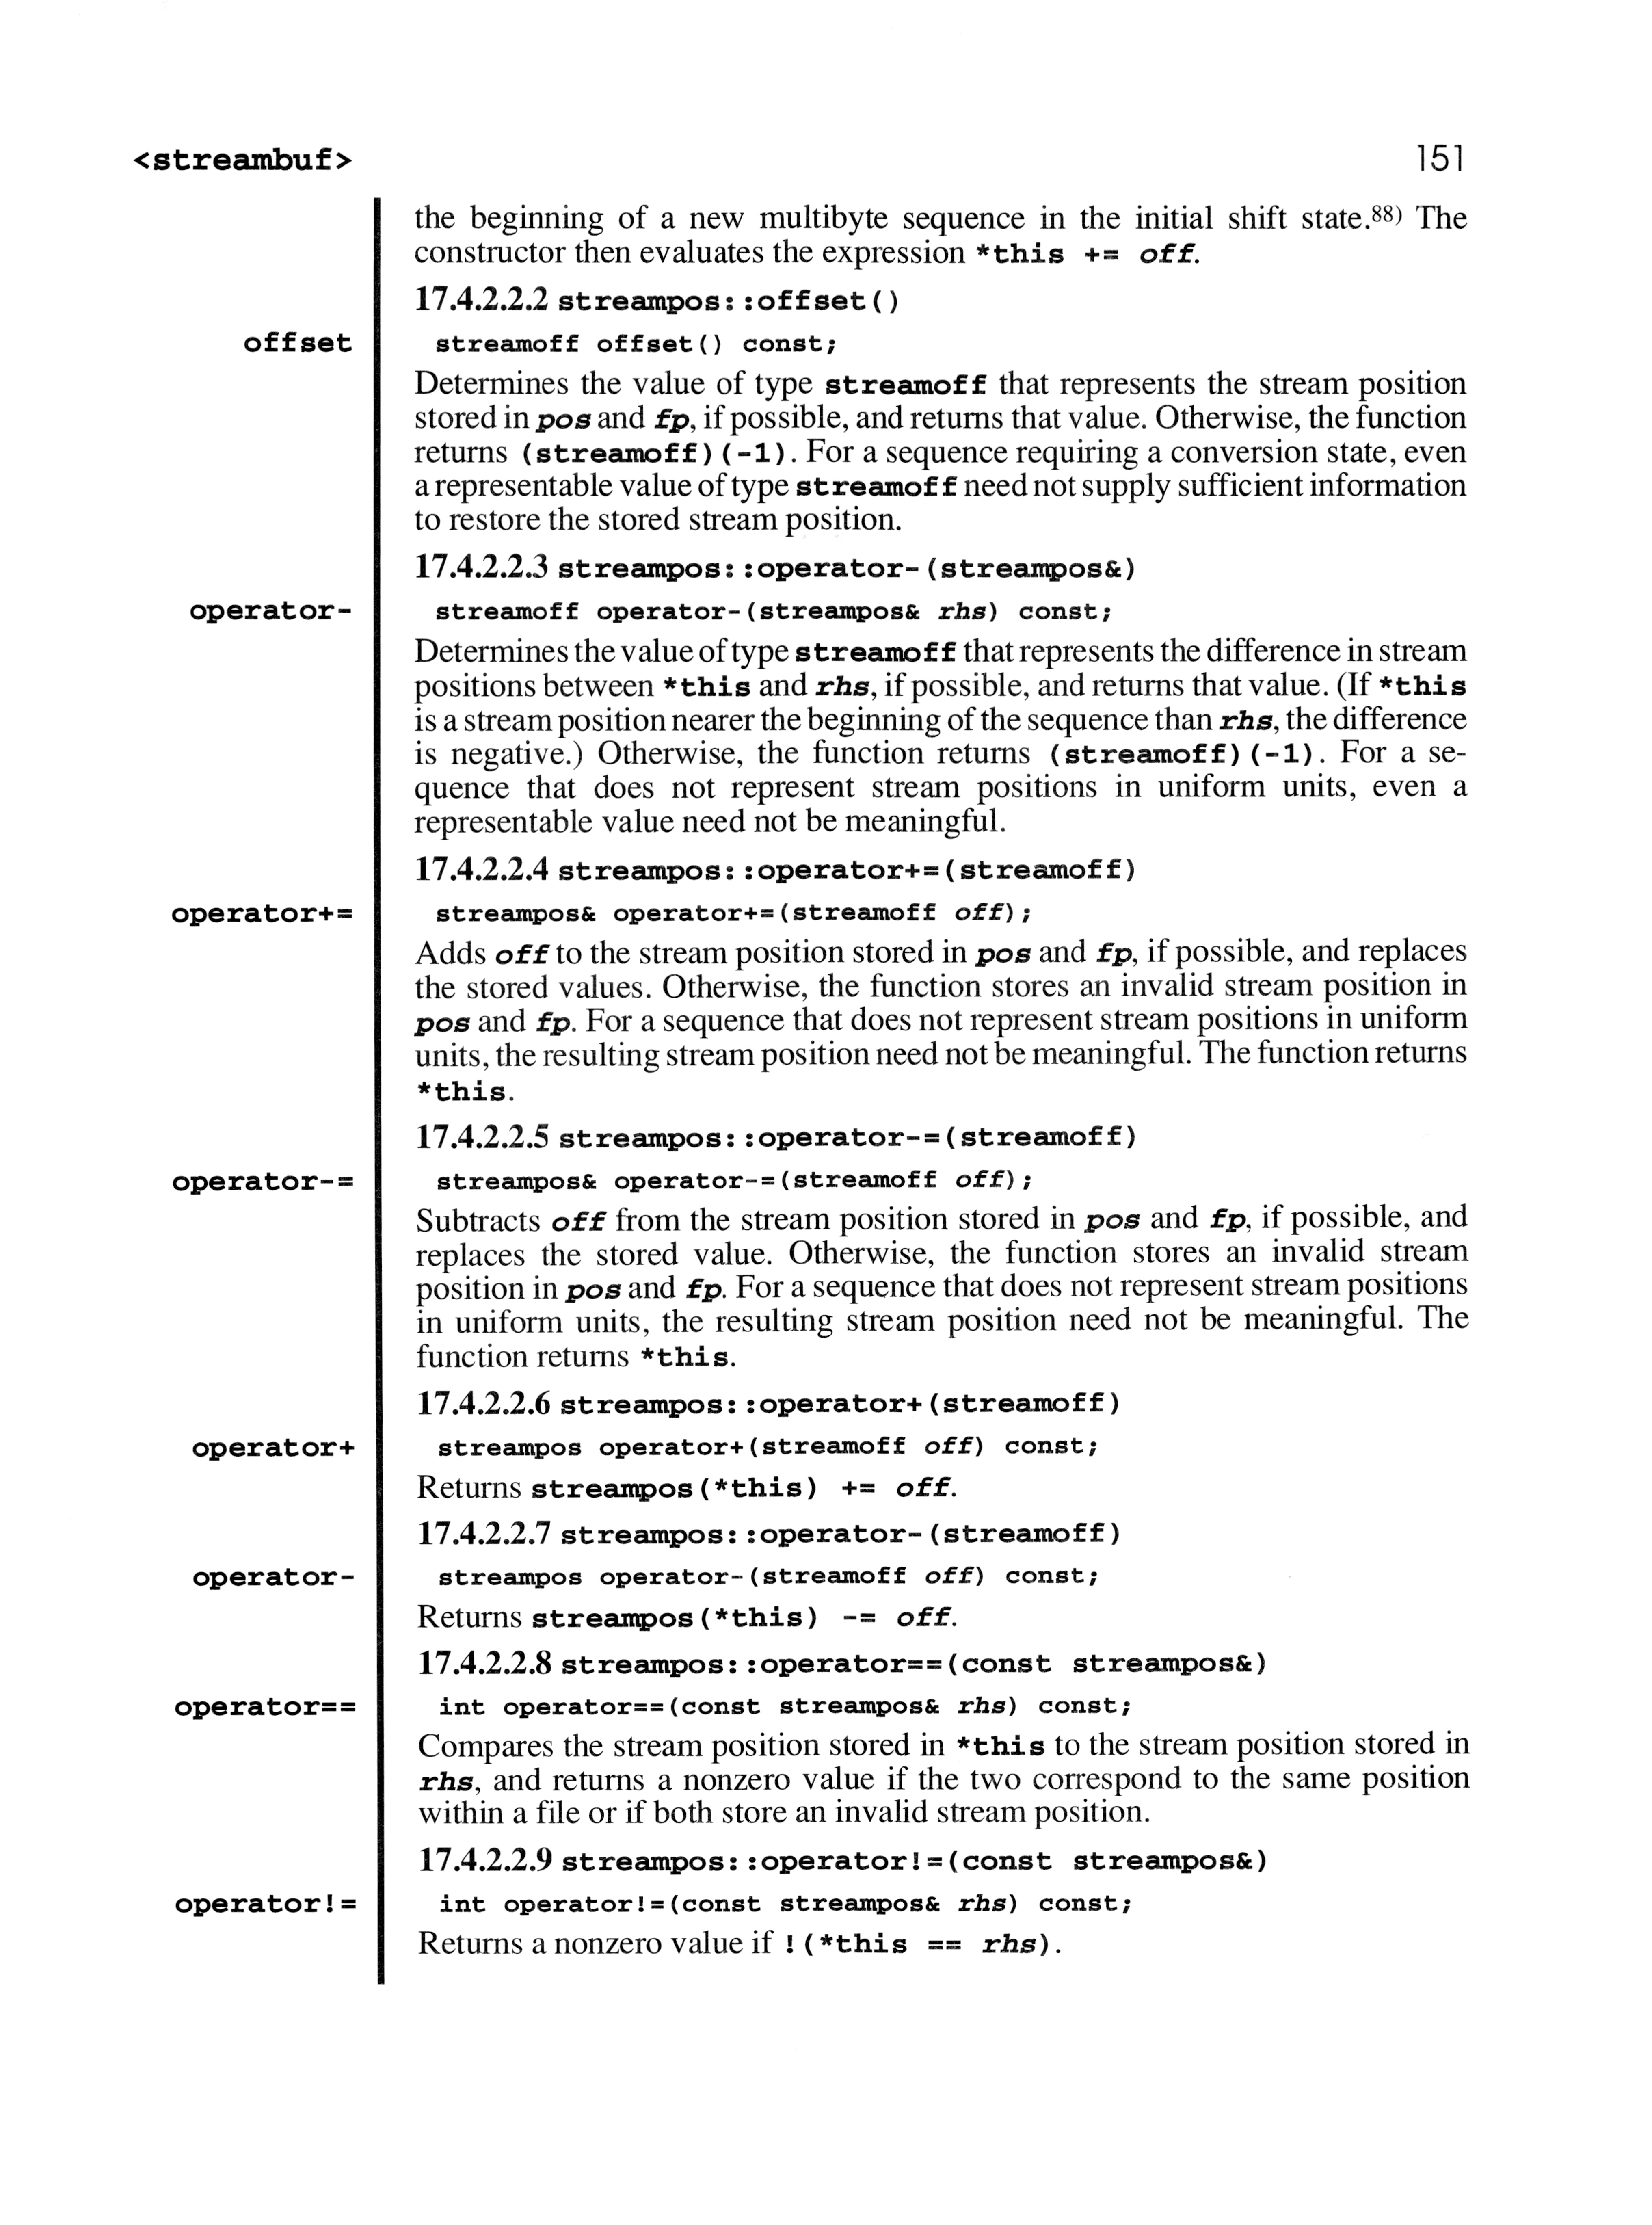 <streambuf> 151
the beginning of a new multibyte sequence in the initial shift state.88) The
constructor then evaluates the expression *this += off.
17.4.2.2.2 streampos::offset()
offset streamoff offset() const;
Determines the value of type streamoff that represents the stream position
stored in pos and fp, if possible, and returns that value. Otherwise, the function
returns (streamoff)(-1). For a sequence requiring a conversion state, even
a representable value of type streamoff need not supply sufficient information
to restore the stored stream position.
17.4.2.2.3 streampos::operator-(streampos&)
operator- streamoff operator-(streampos& rhs) const;
Determines the value of type streamoff that represents the difference in stream
positions between *this and rhs, if possible, and returns that value. (If *this
is a stream position nearer the beginning of the sequence than rhs, the difference
is negative.) Otherwise, the function returns (streamoff)(-1). For a se-
quence that does not represent stream positions in uniform units, even a
representable value need not be meaningful.
17.4.2.2.4 streampos::operator+=(streamoff)
operator+= streampos& operator+=(streamoff off);
Adds off to the stream position stored in pos and fp, if possible, and replaces
the stored values. Otherwise, the function stores an invalid stream position in
pos and fp. For a sequence that does not represent stream positions in uniform
units, the resulting stream position need not be meaningful. The function returns
*this.
17.4.2.2.5 streampos::operator-=(streamoff)
operator-= streampos& operator-=(streamoff off);
Subtracts off from the stream position stored in pos and fp, if possible, and
replaces the stored value. Otherwise, the function stores an invalid stream
position in pos and fp. For a sequence that does not represent stream positions
in uniform units, the resulting stream position need not be meaningful. The
function returns *this.
17.4.2.2.6 streampos::operator+(streamoff)
operator+ streampos operator+(streamoff off) const;
Returns streampos(*this) += off.
17.4.2.2.7 streampos::operator-(streamoff)
operator- streampos operator-(streamoff off) const;
Returns streampos(*this) -= off.
17.4.2.2.8 streampos::operator==(const streampos&)
operator== int operator==(const streampos& rhs) const;
Compares the stream position stored in *this to the stream position stored in
rhs, and returns a nonzero value if the two correspond to the same position
within a file or if both store an invalid stream position.
17.4.2.2.9 streampos::operator!=(const streampos&)
operator!= int operator!=(const streampos& rhs) const;
Returns a nonzero value if !(*this == rhs).